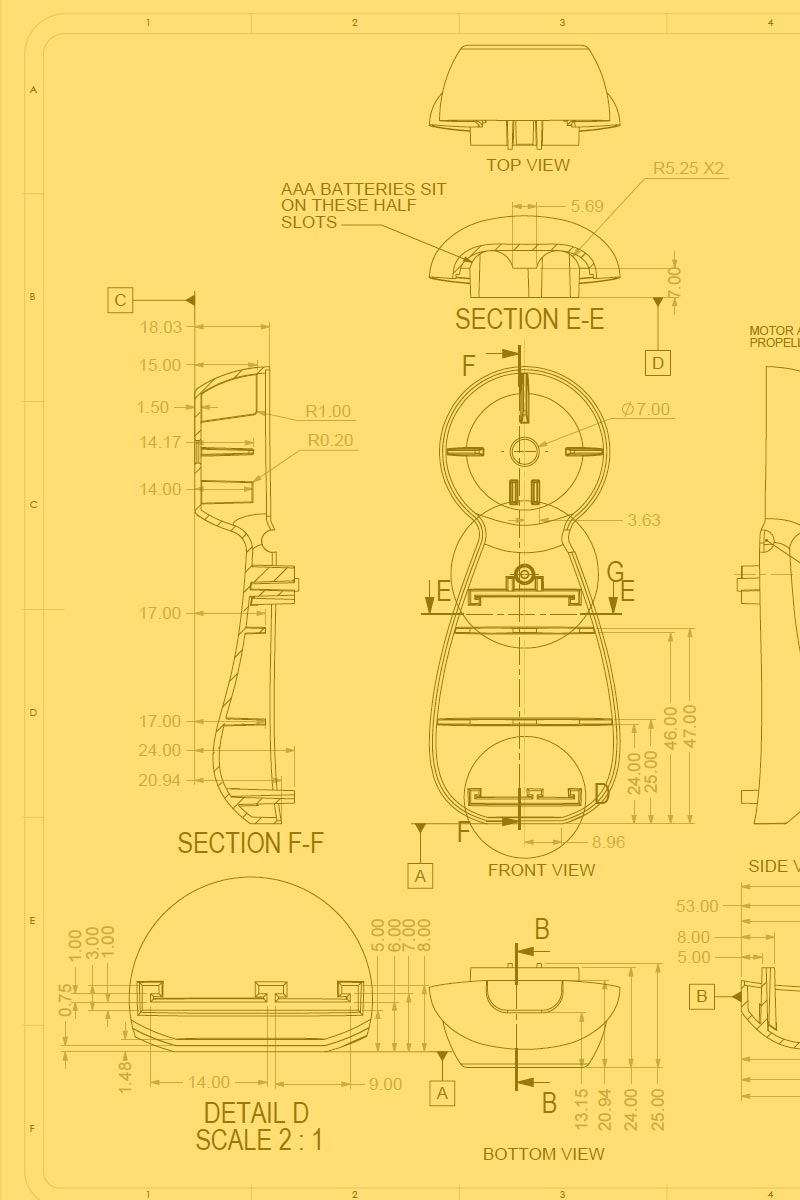 1 2 3 4
A
TOP VIEW
R5.25 X2
AAA BATTERIES SIT
ON THESE HALF
SLOTS
5.69
7.00
B B
C
SECTION E-E
D
18.03
15.00
1.50
R1.00
14.17
R0.20
14.00
F
Ø7.00
MOTOR
PROPELL
C C
3.63
G
E E
17.00
17.00
24.00
20.94
D D
24.00
25.00
46.00
47.00
D
F
8.96
SECTION F-F
A
FRONT VIEW
SIDE
E E
1.00
3.00
1.00
0.75
1.48
5.00
6.00
7.00
8.00
14.00
9.00
A
DETAIL D
SCALE 2 : 1
B
B
13.15
20.94
24.00
25.00
BOTTOM VIEW
53.00
8.00
5.00
B
F F
1 2 3 4